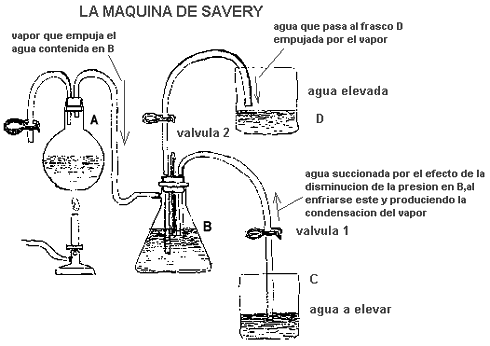 LA MAQUINA DE SAVERY
vapor que empuja el
agua contenida en B
agua que pasa al frasco D
empujada por el vapor
A
valvula 2
agua elevada
D
agua succionada por el efecto de la
disminucion de la presion en B,al
enfriarse este y produciendo la
condensacion del vapor
B
valvula 1
C
agua a elevar